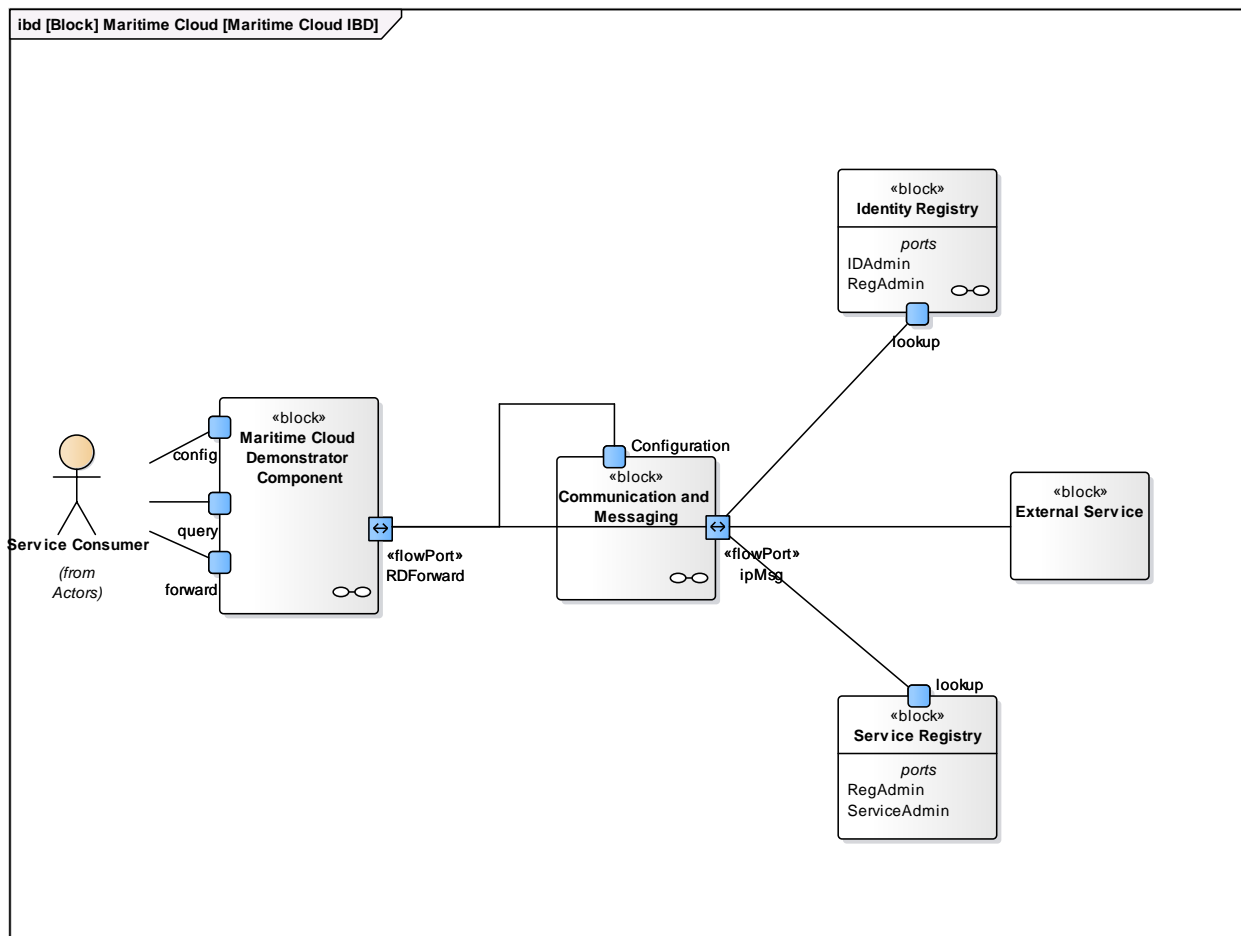 ibd [Block] Maritime Cloud [Maritime Cloud IBD]
«block»
Identity Registry
ports
IDAdmin
RegAdmin
lookup
«block»
Maritime Cloud
Demonstrator
Component
config
query
forward
Service Consumer
(from
Actors)
«flowPort»
RDForward
Configuration
«block»
Communication and
Messaging
«flowPort»
ipMsg
«block»
External Service
lookup
«block»
Service Registry
ports
RegAdmin
ServiceAdmin